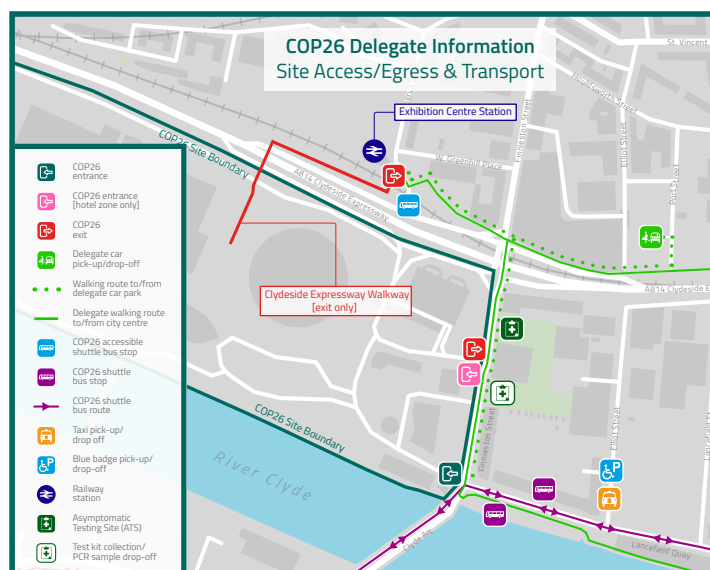 COP26 Delegate Information
Site Access/Egress & Transport
St. Vincent
Houldsworth Street
Exhibition Centre Station
Finnieston Street
Elliot Street
Port Street
W. Greenhill Place
COP26 Site Boundary
A814 Clydeside Expressway
Clydeside Expressway Walkway
[exit only]
A814 Clydeside E
COP26
entrance
COP26 entrance
[hotel zone only]
COP26
exit
Delegate car
pick-up/drop-off
Walking route to/from
delegate car park
Delegate walking route
to/from city centre
COP26 accessible
shuttle bus stop
COP26 shuttle
bus stop
COP26 shuttle
bus route
Taxi pick-up/
drop off
Blue badge pick-up/
drop-off
Railway
station
Asymptomatic
Testing Site (ATS)
Test kit collection/
PCR sample drop-off
COP26 Site Boundary
River Clyde
Finnieston Street
Elliot Street
Lancefield S
P
Clyde Arc
Lancefield Quay